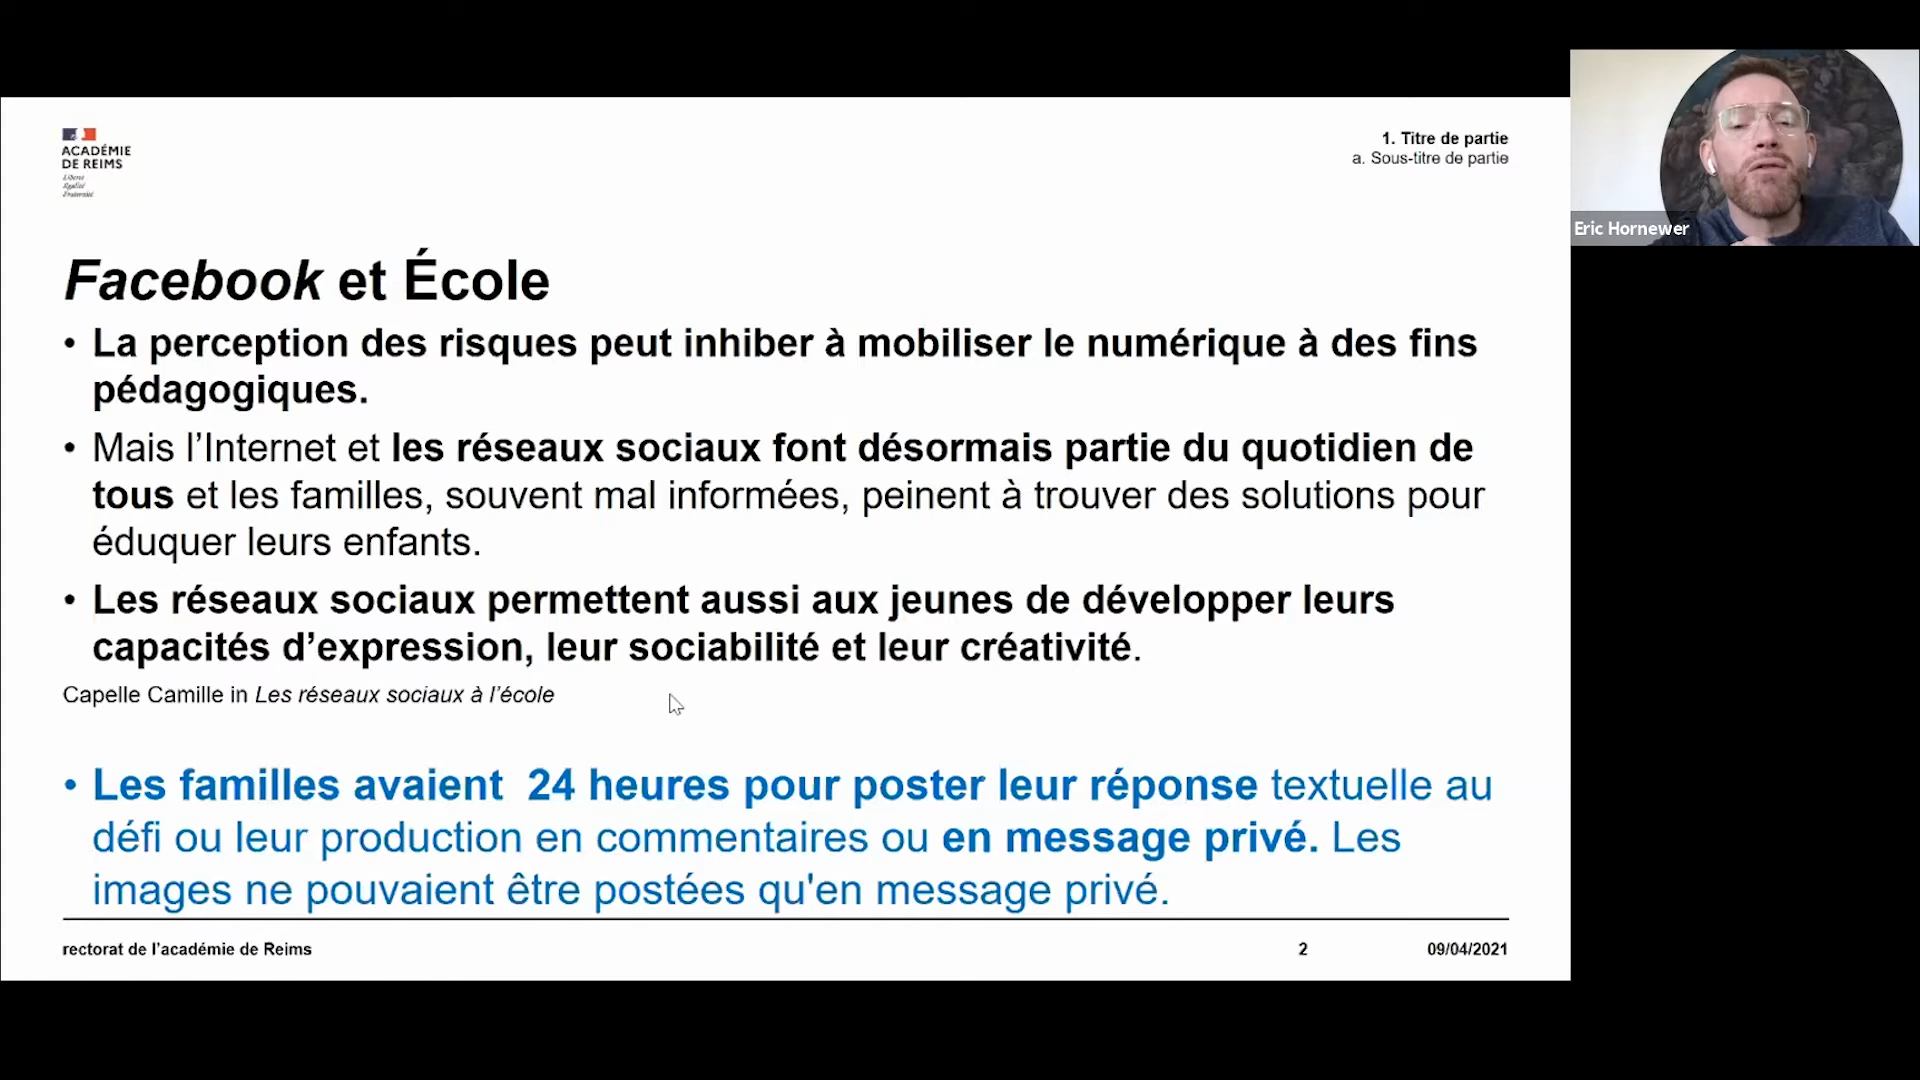 ACADÉMIE
DE REIMS
Liberté
Égalité
Fraternité
1. Titre de partie
a. Sous-titre de partie
Eric Hornewer
Facebook et École
• La perception des risques peut inhiber à mobiliser le numérique à des fins
pédagogiques.
• Mais l’Internet et les réseaux sociaux font désormais partie du quotidien de
tous et les familles, souvent mal informées, peinent à trouver des solutions pour
éduquer leurs enfants.
• Les réseaux sociaux permettent aussi aux jeunes de développer leurs
capacités d’expression, leur sociabilité et leur créativité.
Capelle Camille in Les réseaux sociaux à l’école
• Les familles avaient  24 heures pour poster leur réponse textuelle au
défi ou leur production en commentaires ou en message privé. Les
images ne pouvaient être postées qu'en message privé.
rectorat de l’académie de Reims
2
09/04/2021